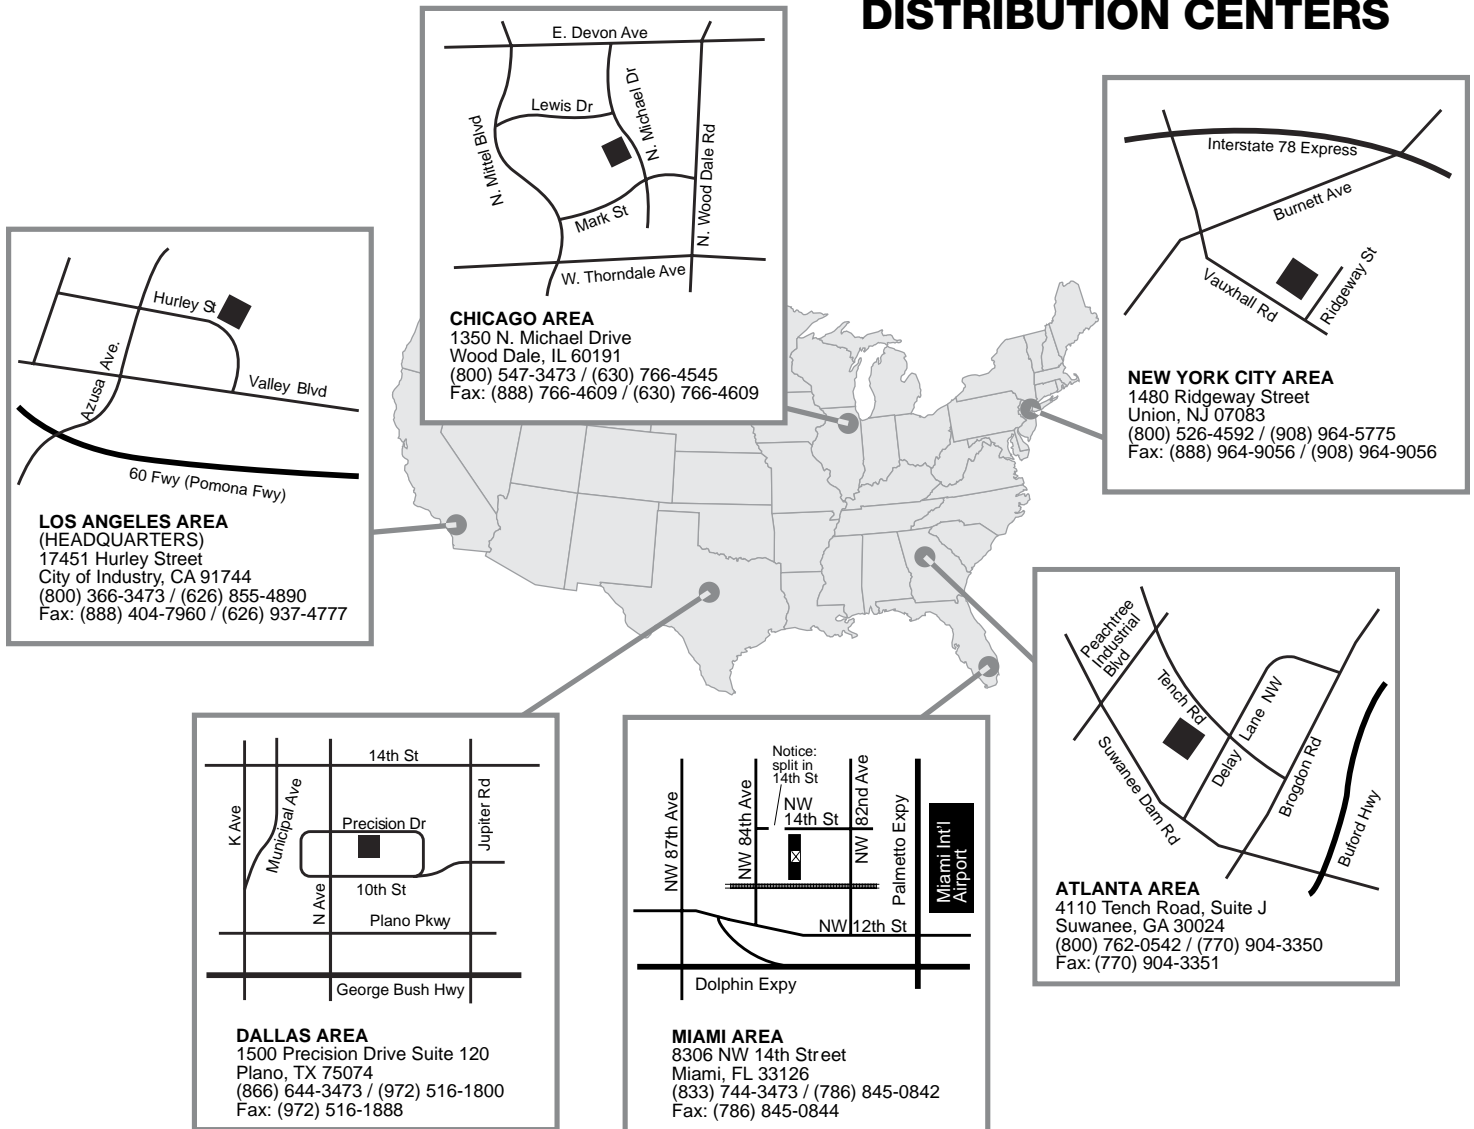 DISTRIBUTION CENTERS
E. Devon Ave
Lewis Dr
N. Michael Dr
N. Mittel Blvd
N. Wood Dale Rd
Mark St
W. Thorndale Ave
CHICAGO AREA
1350 N. Michael Drive
Wood Dale, IL 60191
(800) 547-3473 / (630) 766-4545
Fax: (888) 766-4609 / (630) 766-4609
Interstate 78 Express
Burnett Ave
Vauxhall Rd
Ridgeway St
NEW YORK CITY AREA
1480 Ridgeway Street
Union, NJ 07083
(800) 526-4592 / (908) 964-5775
Fax: (888) 964-9056 / (908) 964-9056
Hurley St
Azusa Ave.
Valley Blvd
60 Fwy (Pomona Fwy)
LOS ANGELES AREA
(HEADQUARTERS)
17451 Hurley Street
City of Industry, CA 91744
(800) 366-3473 / (626) 855-4890
Fax: (888) 404-7960 / (626) 937-4777
14th St
K Ave
Municipal Ave
Precision Dr
Jupiter Rd
10th St
N Ave
Plano Pkwy
George Bush Hwy
DALLAS AREA
1500 Precision Drive Suite 120
Plano, TX 75074
(866) 644-3473 / (972) 516-1800
Fax: (972) 516-1888
Notice:
split in
14th St
NW 87th Ave
NW 84th Ave
NW
14th St
NW 82nd Ave
Palmetto Expy
Miami Int'l
Airport
NW 12th St
Dolphin Expy
MIAMI AREA
8306 NW 14th Street
Miami, FL 33126
(833) 744-3473 / (786) 845-0842
Fax: (786) 845-0844
Peachtree
Industrial
Blvd
Tench Rd
Delay Lane NW
Suwanee Dam Rd
Brogdon Rd
Buford Hwy
ATLANTA AREA
4110 Tench Road, Suite J
Suwanee, GA 30024
(800) 762-0542 / (770) 904-3350
Fax: (770) 904-3351